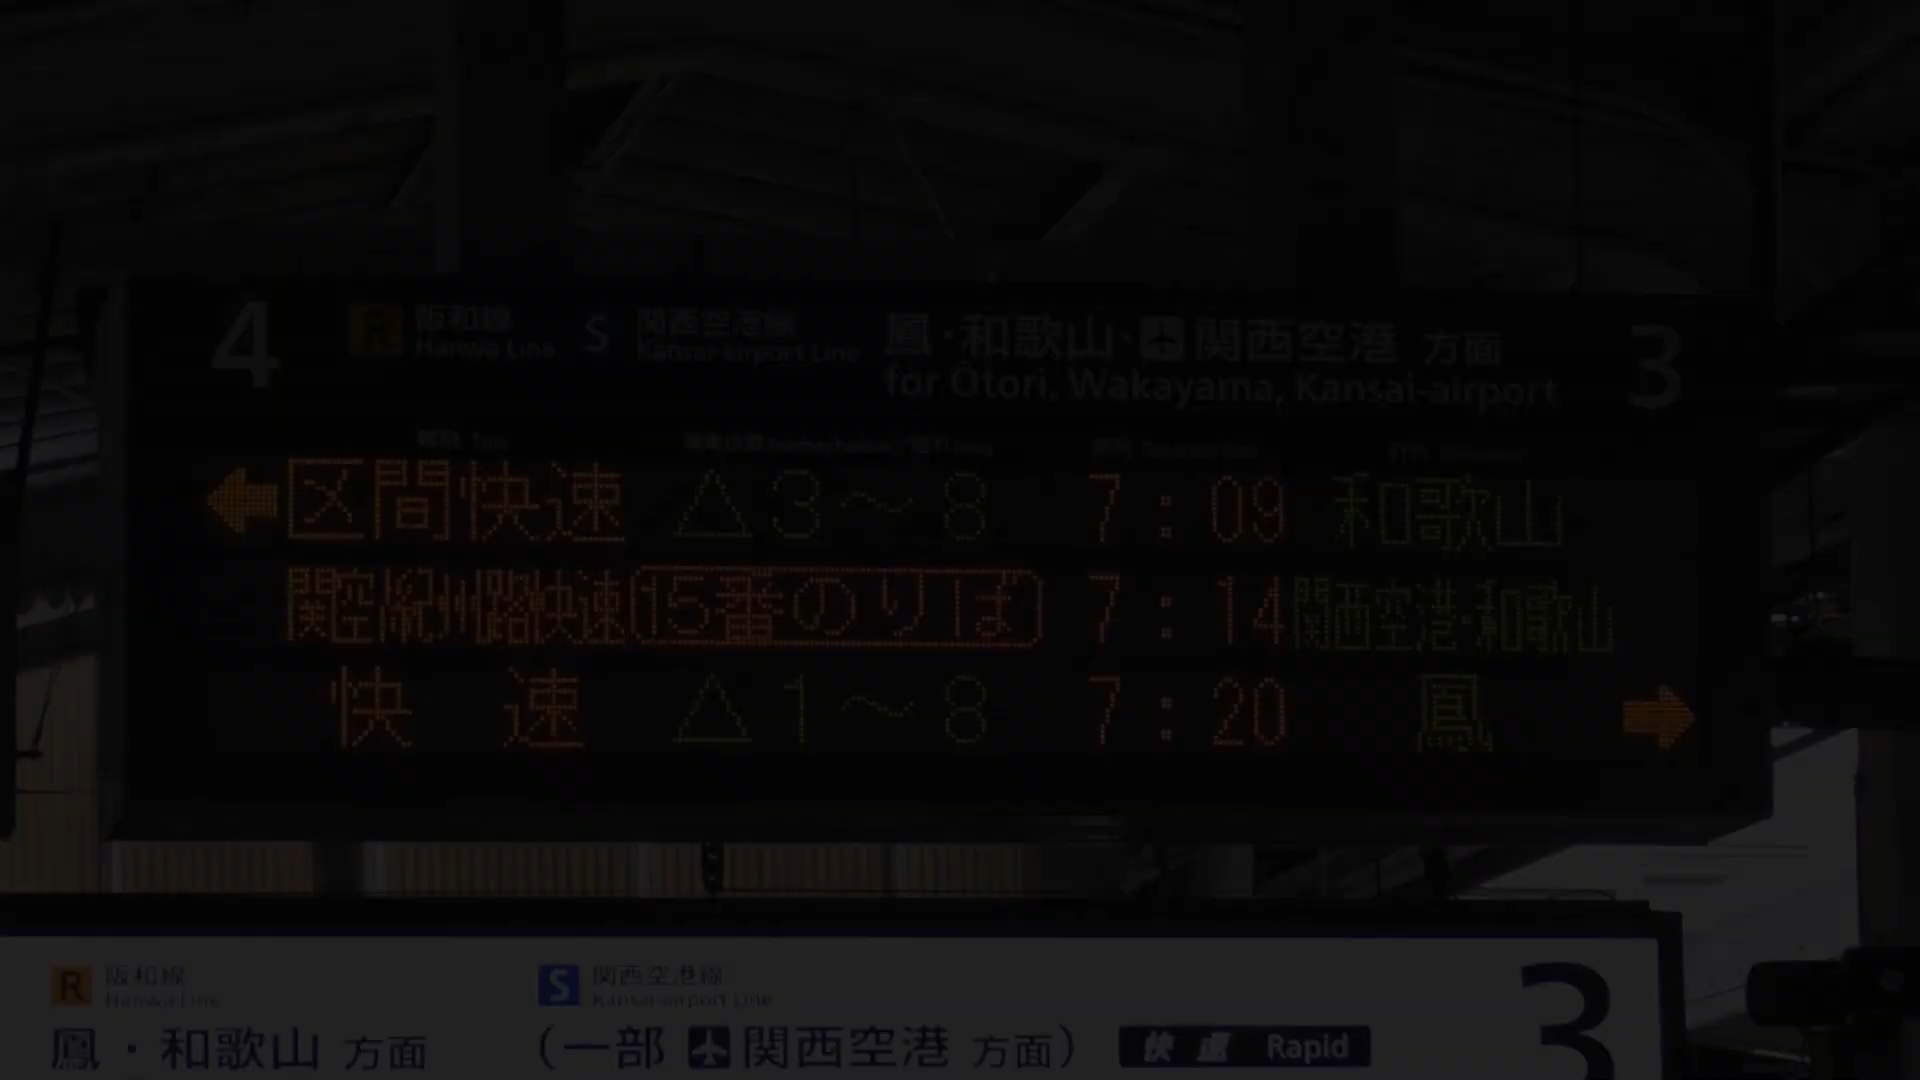 4 R 阪和線 S 関西空港線 鳳・和歌山・関西空港 方面 3
Hanwa Line Kansai-airport Line for Ōtori, Wakayama, Kansai-airport
区間快速 △3～8 7:09 和歌山
関空紀州路快速 15番のりば 7:14 関西空港・和歌山
快速 △1～8 7:20 鳳
R 阪和線 S 関西空港線 3
Hanwa Line Kansai-airport Line
鳳・和歌山 方面 (一部 関西空港 方面) 快速 Rapid